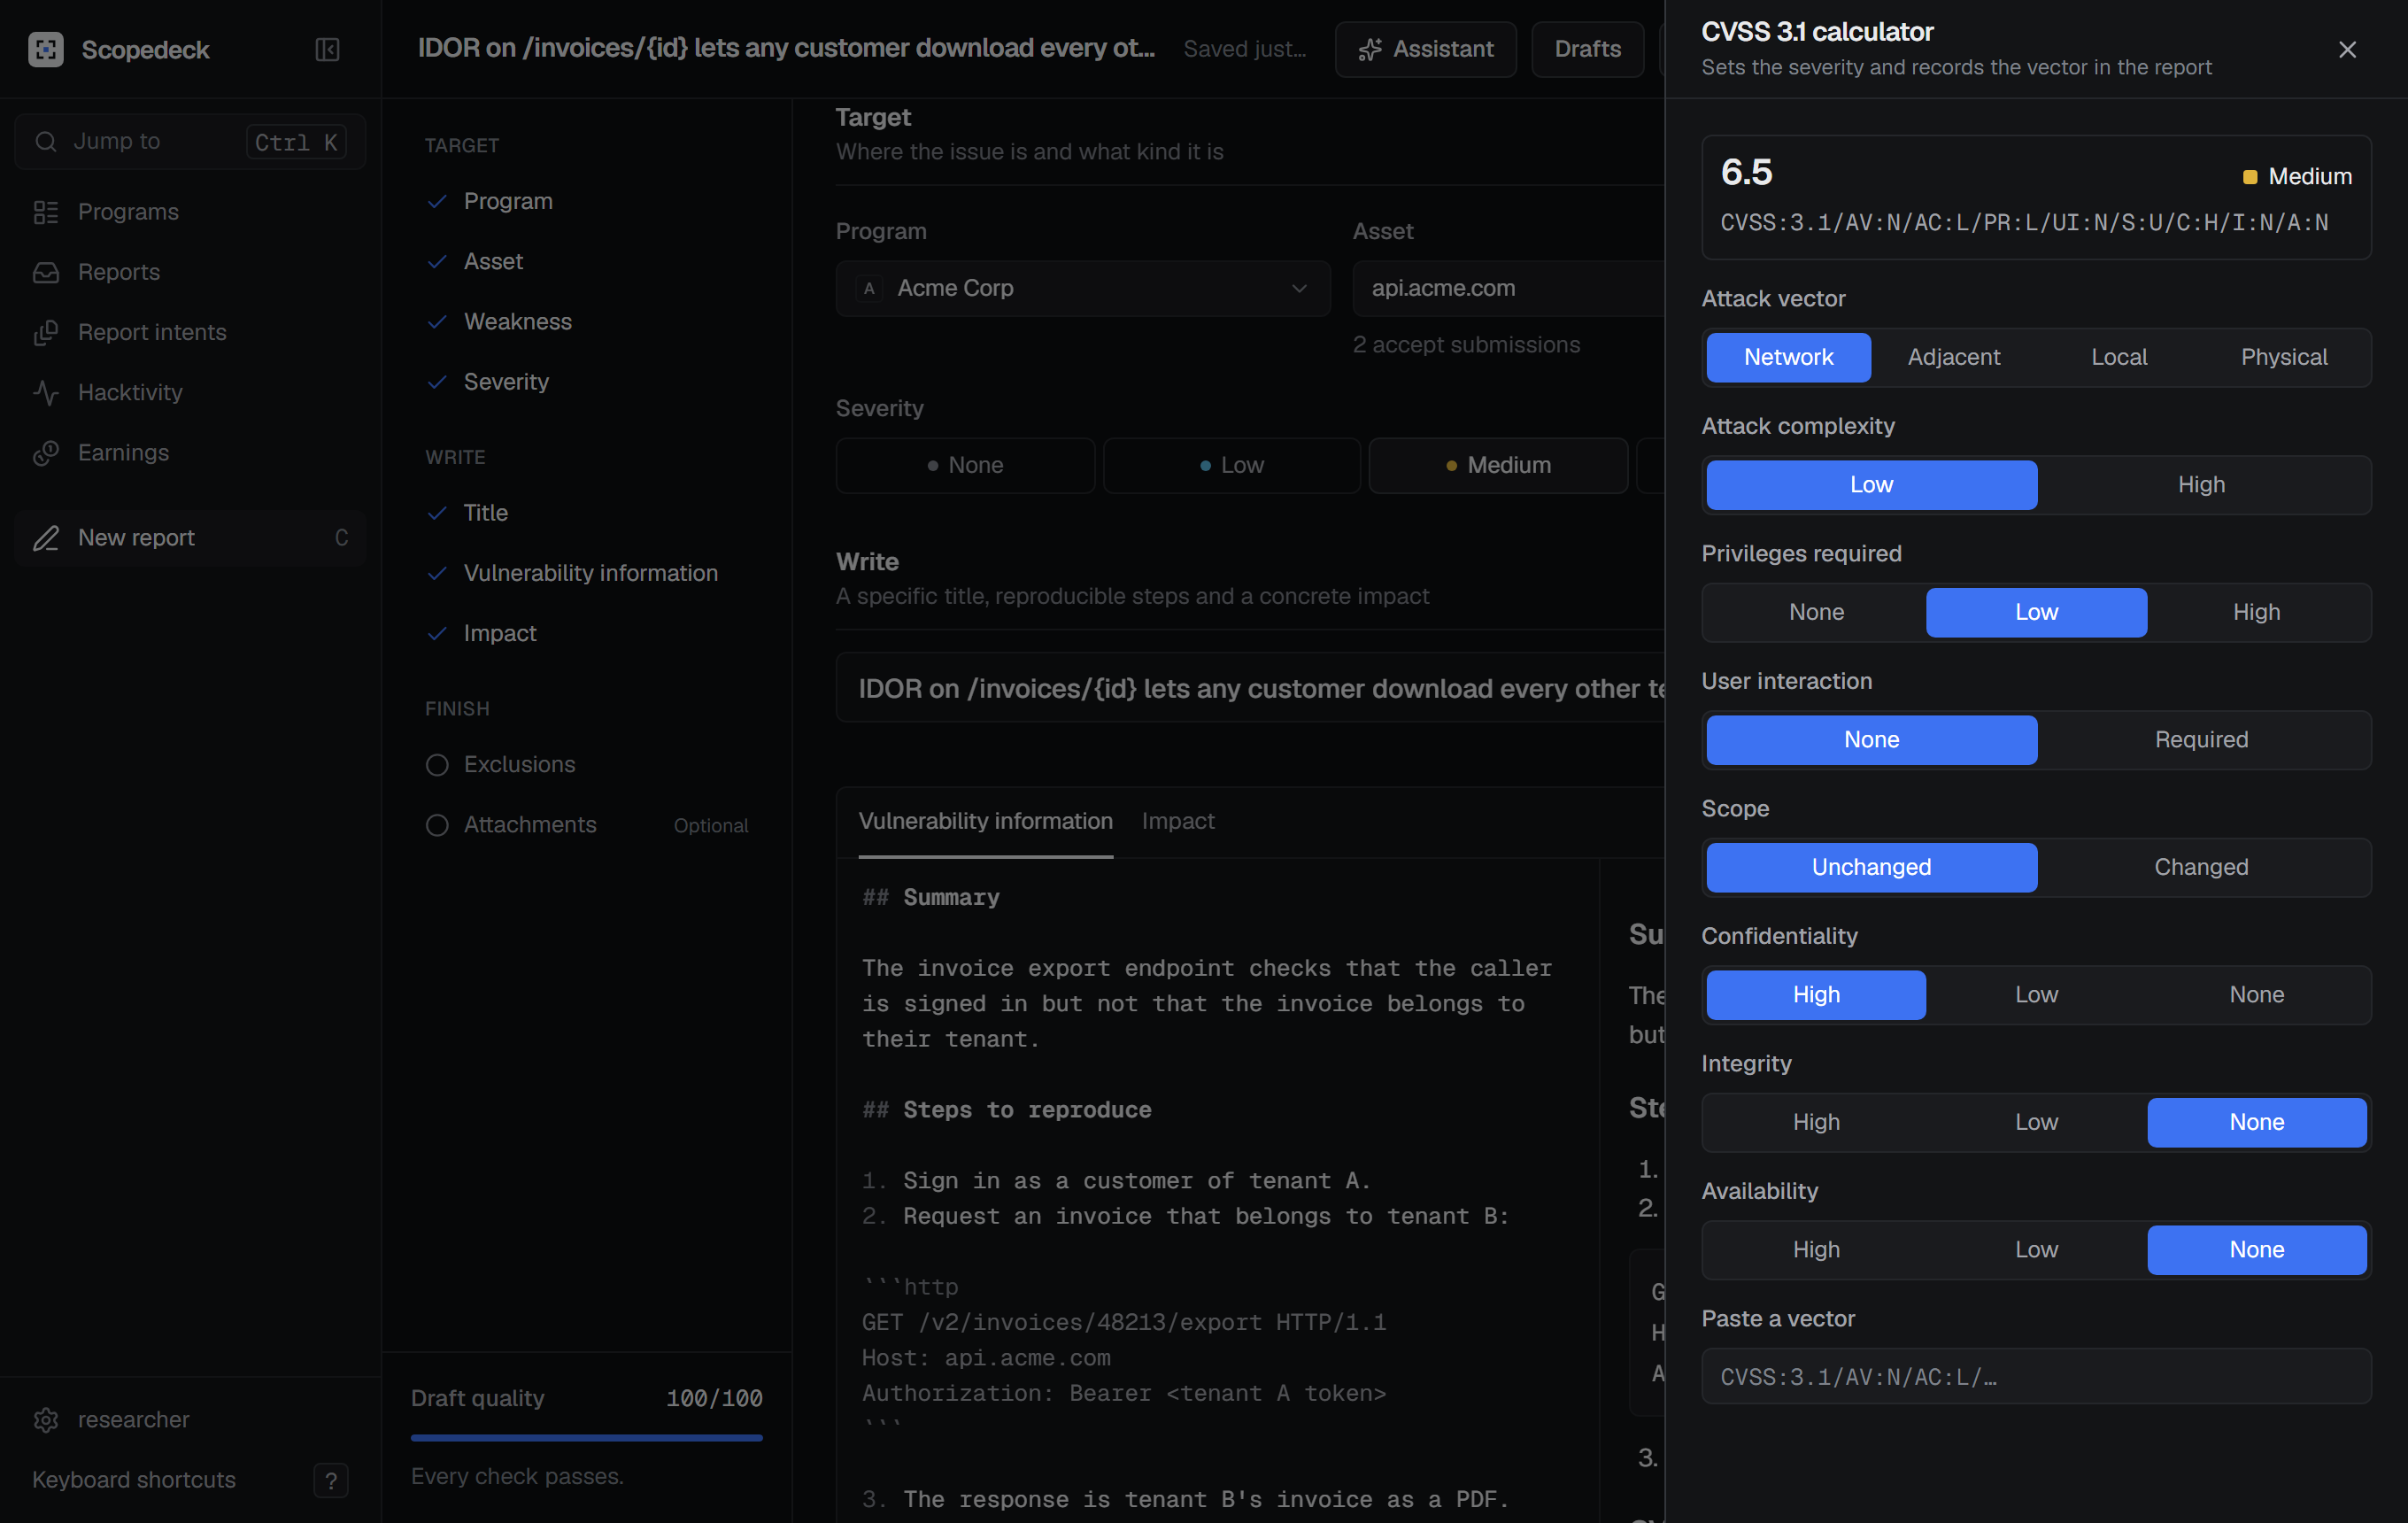 Scopedeck
Jump to
Ctrl K
Programs
Reports
Report intents
Hacktivity
Earnings
New report
C
researcher
Keyboard shortcuts
?
IDOR on /invoices/{id} lets any customer download every ot...
Saved just...
Assistant
Drafts
TARGET
Program
Asset
Weakness
Severity
WRITE
Title
Vulnerability information
Impact
FINISH
Exclusions
Attachments
Optional
Draft quality
100/100
Every check passes.
Target
Where the issue is and what kind it is
Program
Asset
A
Acme Corp
api.acme.com
2 accept submissions
Severity
None
Low
Medium
Write
A specific title, reproducible steps and a concrete impact
IDOR on /invoices/{id} lets any customer download every other te
Vulnerability information
Impact
## Summary
The invoice export endpoint checks that the caller
is signed in but not that the invoice belongs to
their tenant.
## Steps to reproduce
1. Sign in as a customer of tenant A.
2. Request an invoice that belongs to tenant B:
```http
GET /v2/invoices/48213/export HTTP/1.1
Host: api.acme.com
Authorization: Bearer <tenant A token>
```
3. The response is tenant B's invoice as a PDF.
Su
The
but
Ste
1.
2.
G
H
A
3.
CVSS 3.1 calculator
Sets the severity and records the vector in the report
6.5
Medium
CVSS:3.1/AV:N/AC:L/PR:L/UI:N/S:U/C:H/I:N/A:N
Attack vector
Network
Adjacent
Local
Physical
Attack complexity
Low
High
Privileges required
None
Low
High
User interaction
None
Required
Scope
Unchanged
Changed
Confidentiality
High
Low
None
Integrity
High
Low
None
Availability
High
Low
None
Paste a vector
CVSS:3.1/AV:N/AC:L/…